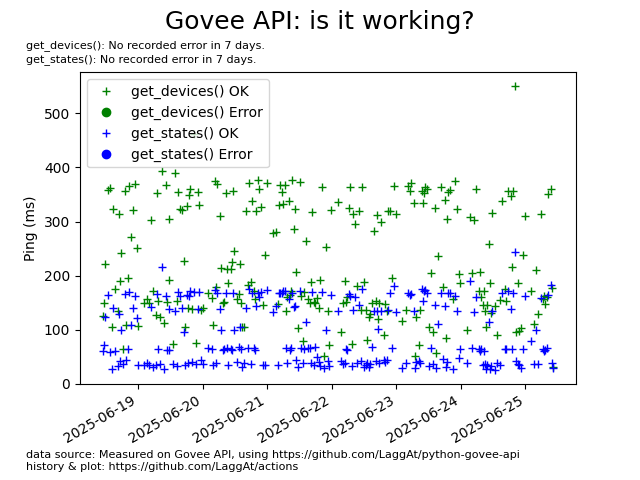 Govee API: is it working?
get_devices(): No recorded error in 7 days.
get_states(): No recorded error in 7 days.
get_devices() OK
get_devices() Error
get_states() OK
get_states() Error
Ping (ms)
500
400
300
200
100
0
2025-06-19
2025-06-20
2025-06-21
2025-06-22
2025-06-23
2025-06-24
2025-06-25
data source: Measured on Govee API, using https://github.com/LaggAt/python-govee-api
history & plot: https://github.com/LaggAt/actions